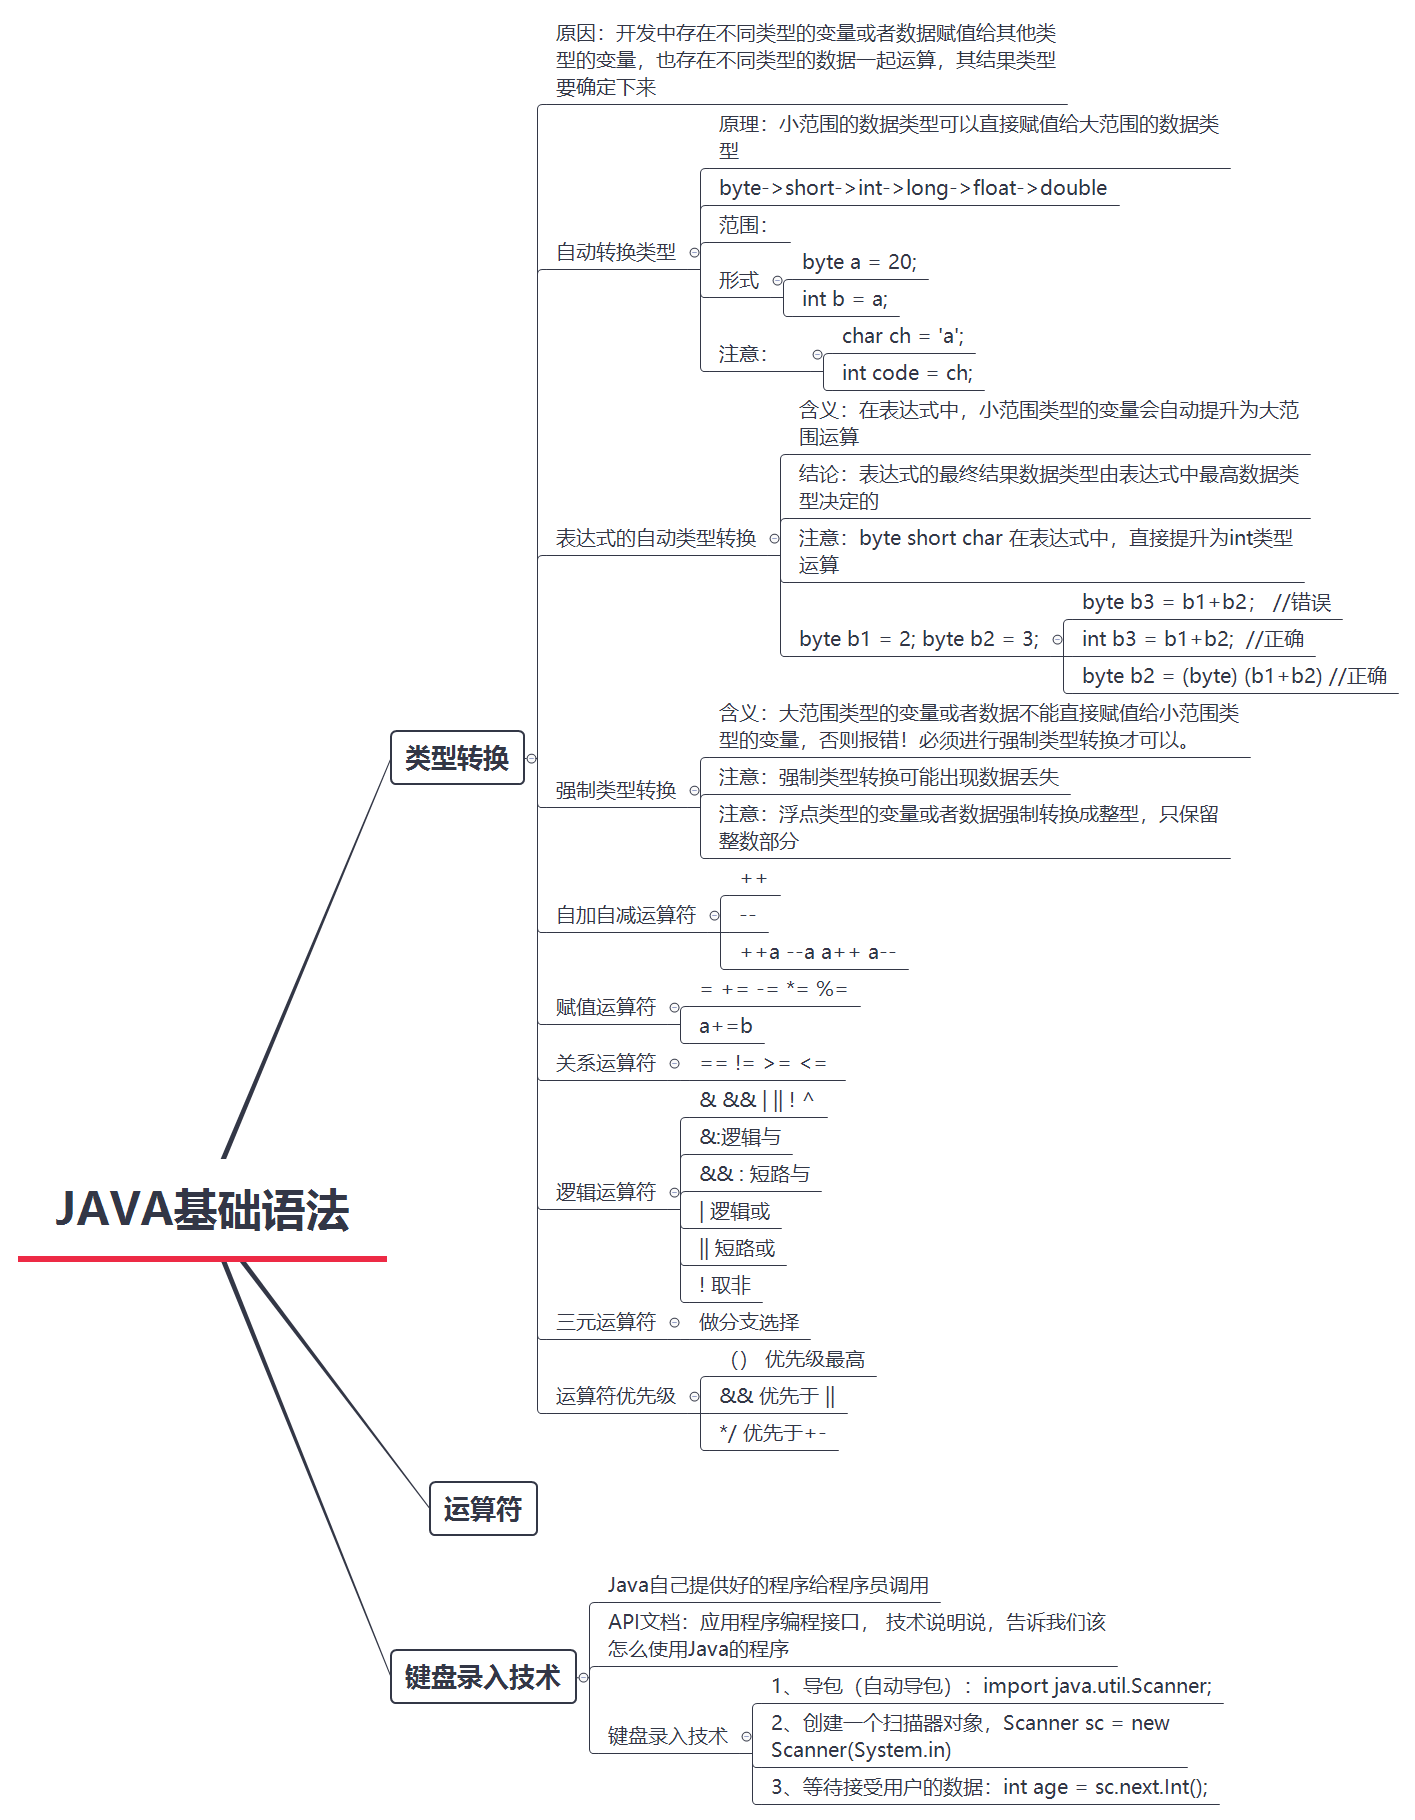 原因：开发中存在不同类型的变量或者数据赋值给其他类
型的变量，也存在不同类型的数据一起运算，其结果类型
要确定下来
原理：小范围的数据类型可以直接赋值给大范围的数据类
型
byte->short->int->long->float->double
范围：
自动转换类型
byte a = 20;
形式
int b = a;
char ch = 'a';
注意：
int code = ch;
含义：在表达式中，小范围类型的变量会自动提升为大范
围运算
结论：表达式的最终结果数据类型由表达式中最高数据类
型决定的
表达式的自动类型转换
注意：byte short char 在表达式中，直接提升为int类型
运算
byte b3 = b1+b2； //错误
byte b1 = 2; byte b2 = 3;
int b3 = b1+b2; //正确
byte b2 = (byte) (b1+b2) //正确
类型转换
含义：大范围类型的变量或者数据不能直接赋值给小范围类
型的变量，否则报错！必须进行强制类型转换才可以。
强制类型转换
注意：强制类型转换可能出现数据丢失
注意：浮点类型的变量或者数据强制转换成整型，只保留
整数部分
++
自加自减运算符
--
++a --a a++ a--
= += -= *= %=
赋值运算符
a+=b
关系运算符
== != >= <=
& && | || ! ^
&:逻辑与
&& : 短路与
逻辑运算符
| 逻辑或
|| 短路或
! 取非
三元运算符
做分支选择
（） 优先级最高
运算符优先级
&& 优先于 ||
*/ 优先于+-
JAVA基础语法
运算符
Java自己提供好的程序给程序员调用
API文档：应用程序编程接口， 技术说明说，告诉我们该
怎么使用Java的程序
键盘录入技术
1、导包（自动导包）：import java.util.Scanner;
键盘录入技术
2、创建一个扫描器对象，Scanner sc = new
Scanner(System.in)
3、等待接受用户的数据：int age = sc.next.Int();